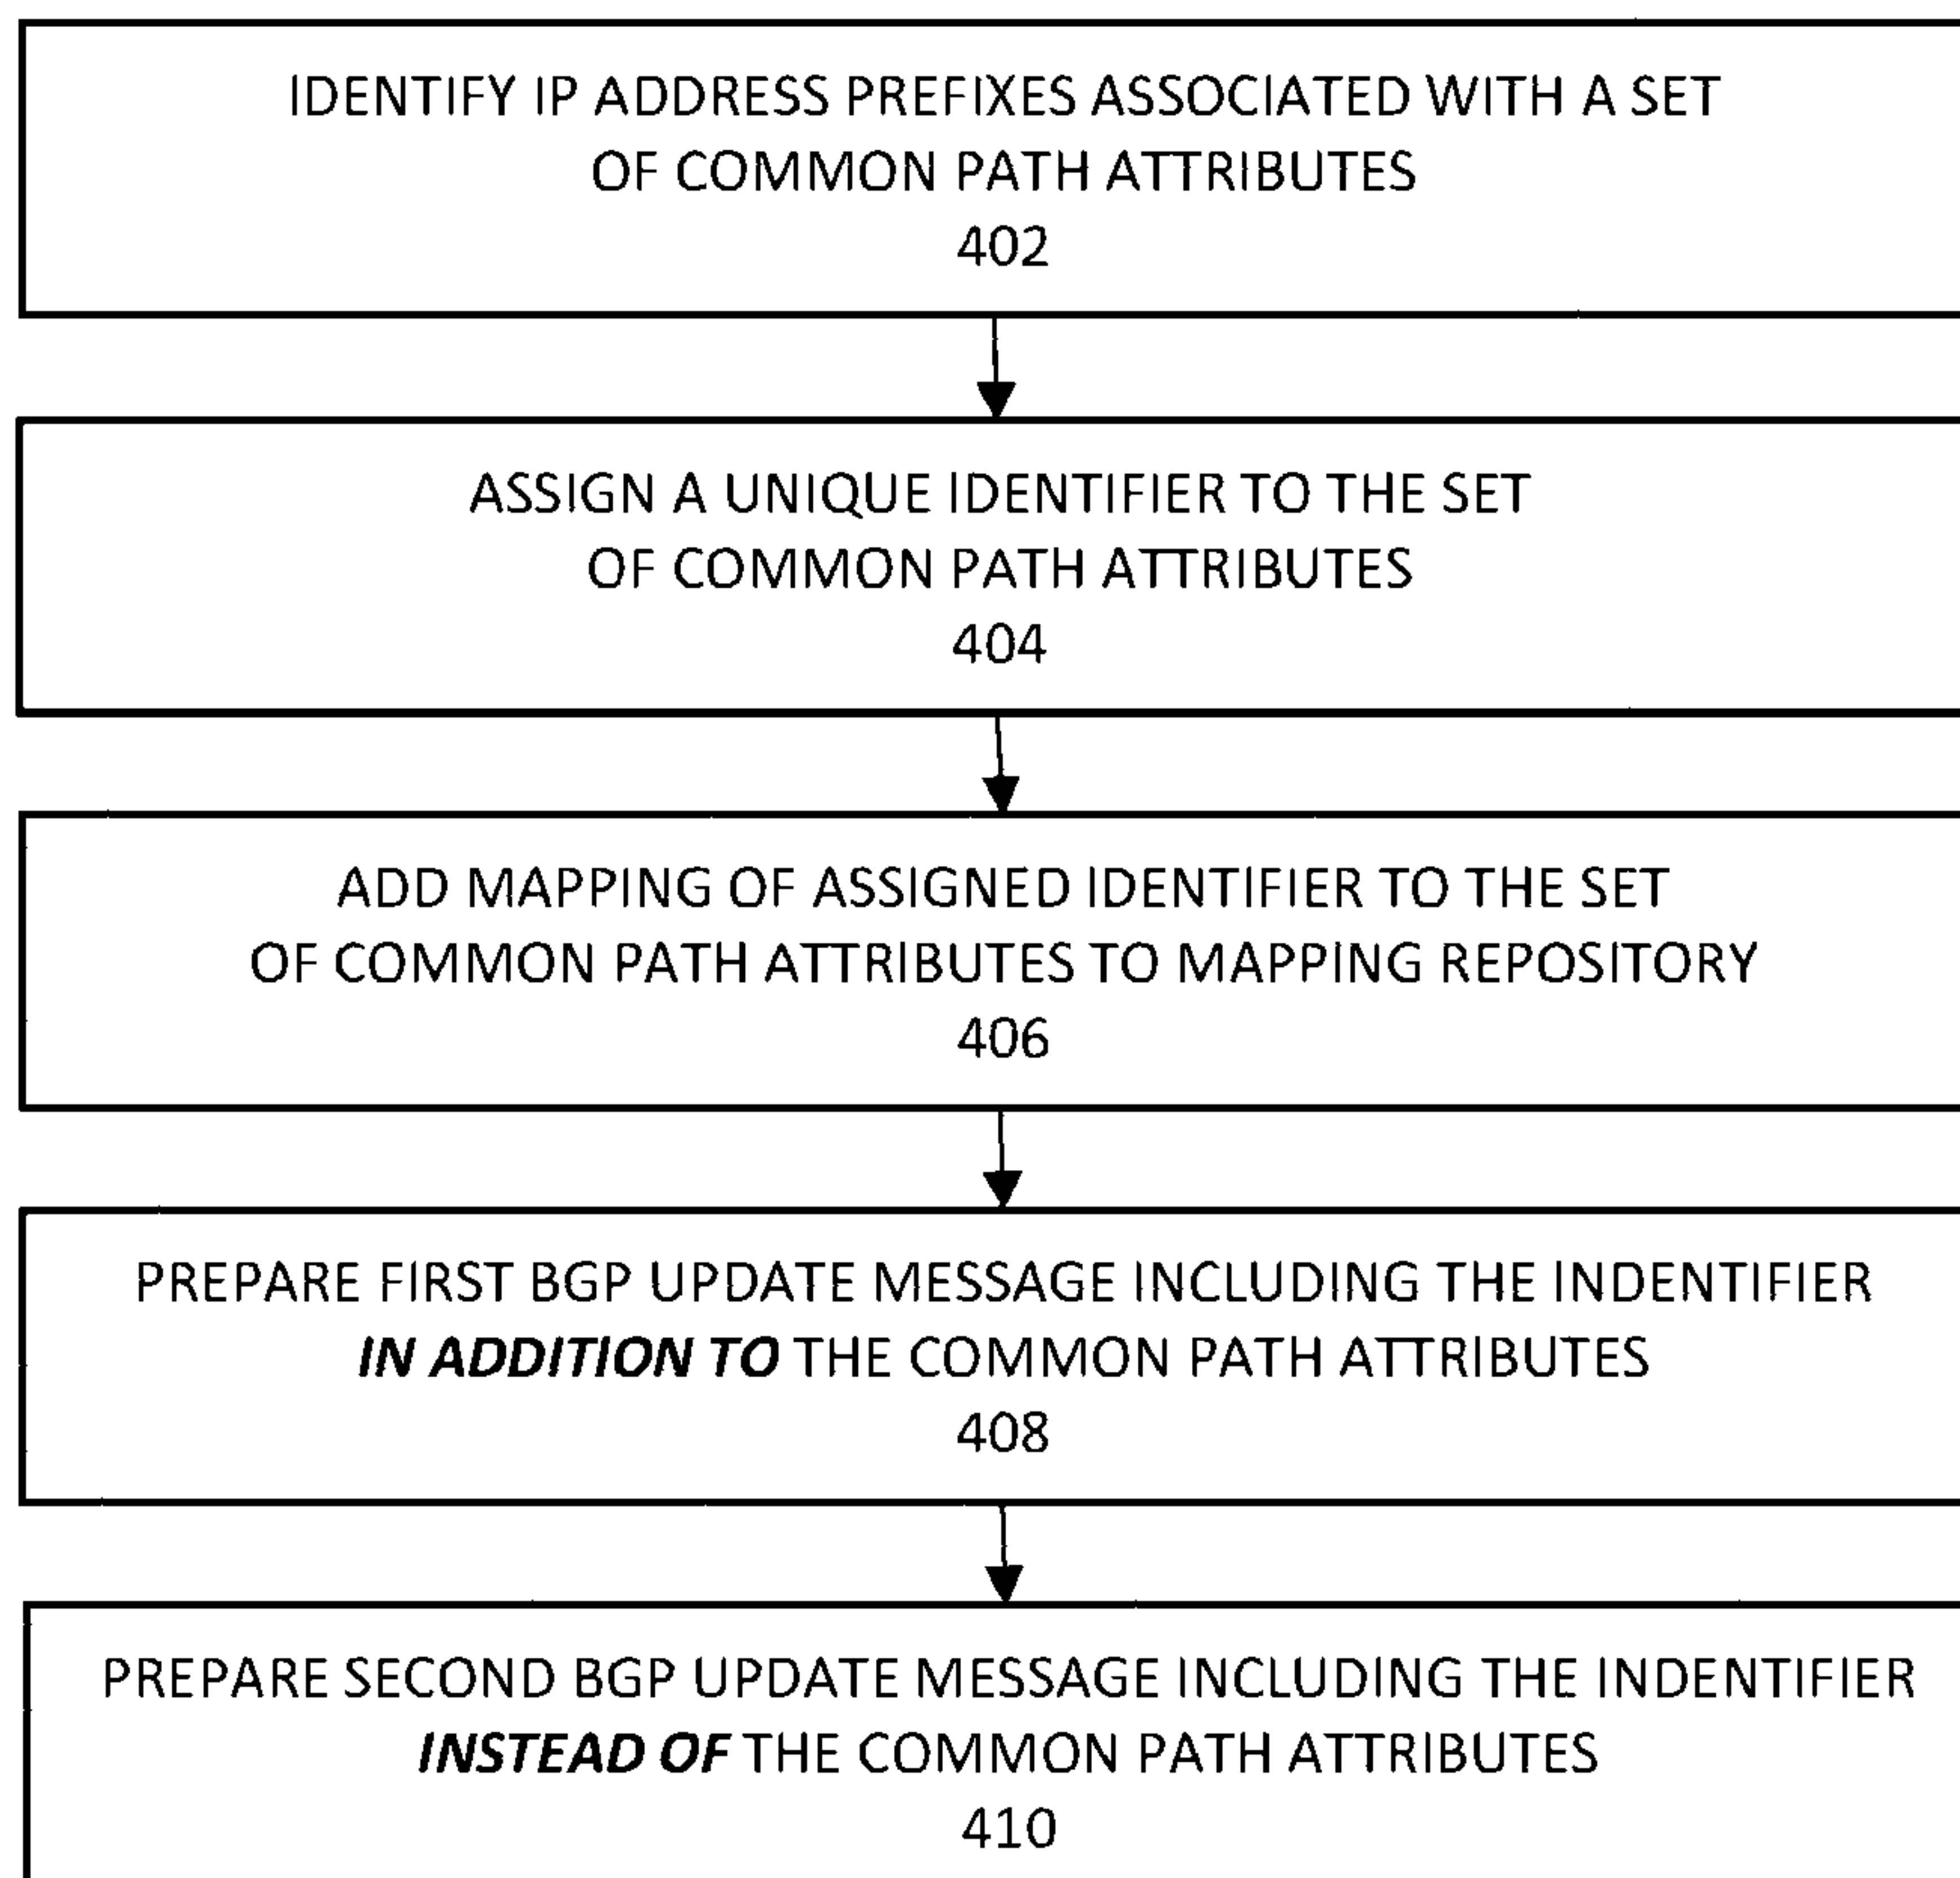 IDENTIFY IP ADDRESS PREFIXES ASSOCIATED WITH A SET
OF COMMON PATH ATTRIBUTES
402
ASSIGN A UNIQUE IDENTIFIER TO THE SET
OF COMMON PATH ATTRIBUTES
404
ADD MAPPING OF ASSIGNED IDENTIFIER TO THE SET
OF COMMON PATH ATTRIBUTES TO MAPPING REPOSITORY
406
PREPARE FIRST BGP UPDATE MESSAGE INCLUDING THE INDENTIFIER
IN ADDITION TO THE COMMON PATH ATTRIBUTES
408
PREPARE SECOND BGP UPDATE MESSAGE INCLUDING THE INDENTIFIER
INSTEAD OF THE COMMON PATH ATTRIBUTES
410